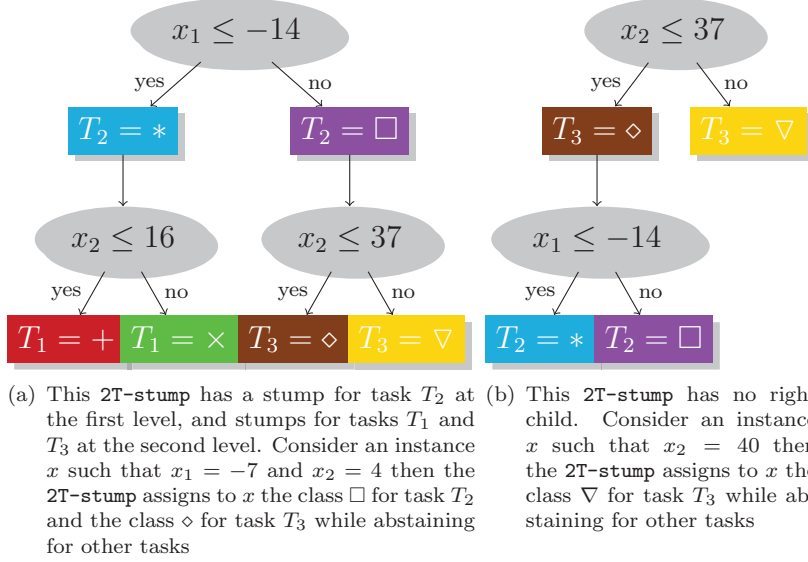 x₁ ≤ −14
yes no
T₂ = ∗ T₂ = □
x₂ ≤ 16 x₂ ≤ 37
yes no yes no
T₁ = + T₁ = × T₃ = ⋄ T₃ = ▽
(a) This 2T-stump has a stump for task T₂ at
the first level, and stumps for tasks T₁ and
T₃ at the second level. Consider an instance
x such that x₁ = −7 and x₂ = 4 then the
2T-stump assigns to x the class □ for task T₂
and the class ⋄ for task T₃ while abstaining
for other tasks
x₂ ≤ 37
yes no
T₃ = ⋄ T₃ = ▽
x₁ ≤ −14
yes no
T₂ = ∗ T₂ = □
(b) This 2T-stump has no righ
child. Consider an instance
x such that x₂ = 40 then
the 2T-stump assigns to x the
class ▽ for task T₃ while ab
staining for other tasks